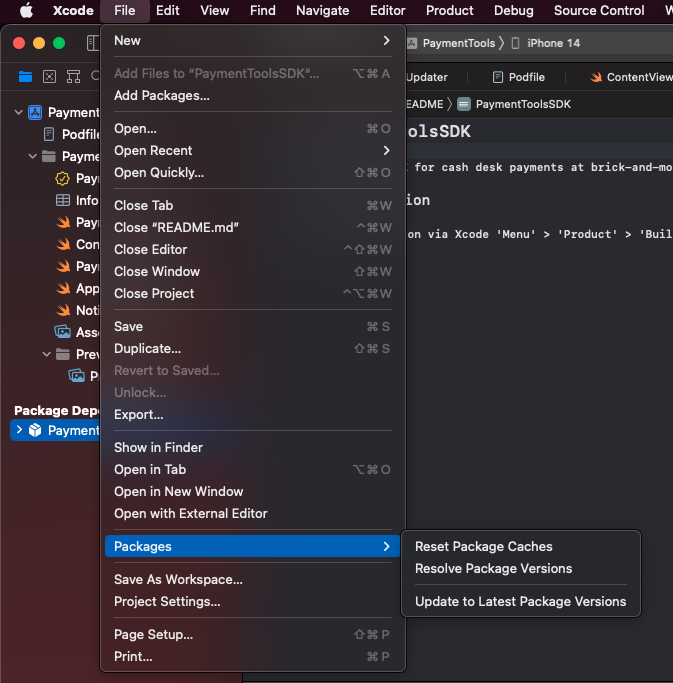 Xcode File Edit View Find Navigate Editor Product Debug Source Control W
PaymentTools iPhone 14
Updater Podfile ContentView
EADME PaymentToolsSDK
Payment
Podfile
Payme
Pay
Info
Pay
Con
Pay
App
Noti
Asse
Prev
P
Package Dep
Payment
New
Add Files to “PaymentToolsSDK”... ⌥⌘A
Add Packages...
Open... ⌘O
Open Recent
Open Quickly... ⇧⌘O
Close Tab ⌘W
Close “README.md” ^⌘W
Close Editor ^⇧⌘W
Close Window ⇧⌘W
Close Project ^⌥⌘W
Save ⌘S
Duplicate... ⇧⌘S
Revert to Saved...
Unlock...
Export...
Show in Finder
Open in Tab ⌥⌘O
Open in New Window
Open with External Editor
Packages
Save As Workspace...
Project Settings...
Page Setup... ⇧⌘P
Print... ⌘P
Reset Package Caches
Resolve Package Versions
Update to Latest Package Versions
olsSDK
for cash desk payments at brick-and-mo
ion
on via Xcode 'Menu' > 'Product' > 'Buil